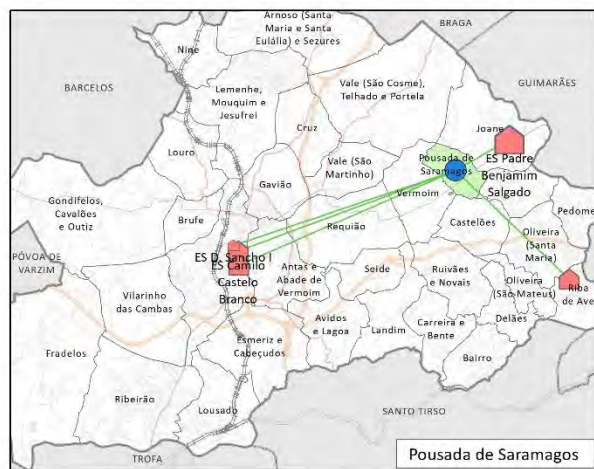 Arnoso (Santa
Maria e Santa
Eulália) e Sezures
BRAGA
Nine
BARCELOS
Lemenhe,
Mouquim e
Jesufrei
Vale (São Cosme),
Telhado e Portela
GUIMARÃES
Cruz
Joane
Louro
Vale (São
Martinho)
Pousada de
Saramagos
ES Padre
Benjamim
Salgado
Gavião
Vermoim
Gondifelos,
Cavalões
e Outiz
Brufe
Requião
Castelões
Pedome
Oliveira
(Santa
Maria)
PÓVOA DE
VARZIM
ES D. Sancho I
ES Camilo
Castelo
Branco
Antas e
Abade de
Vermoim
Seide
Ruivães
e Novais
Oliveira
(São Mateus)
Riba
de Ave
Vilarinho
das Cambas
Avidos
e Lagoa
Landim
Carreira e
Bente
Delães
Fradelos
Esmeriz e
Cabeçudos
Bairro
Ribeirão
Lousado
SANTO TIRSO
TROFA
Pousada de Saramagos